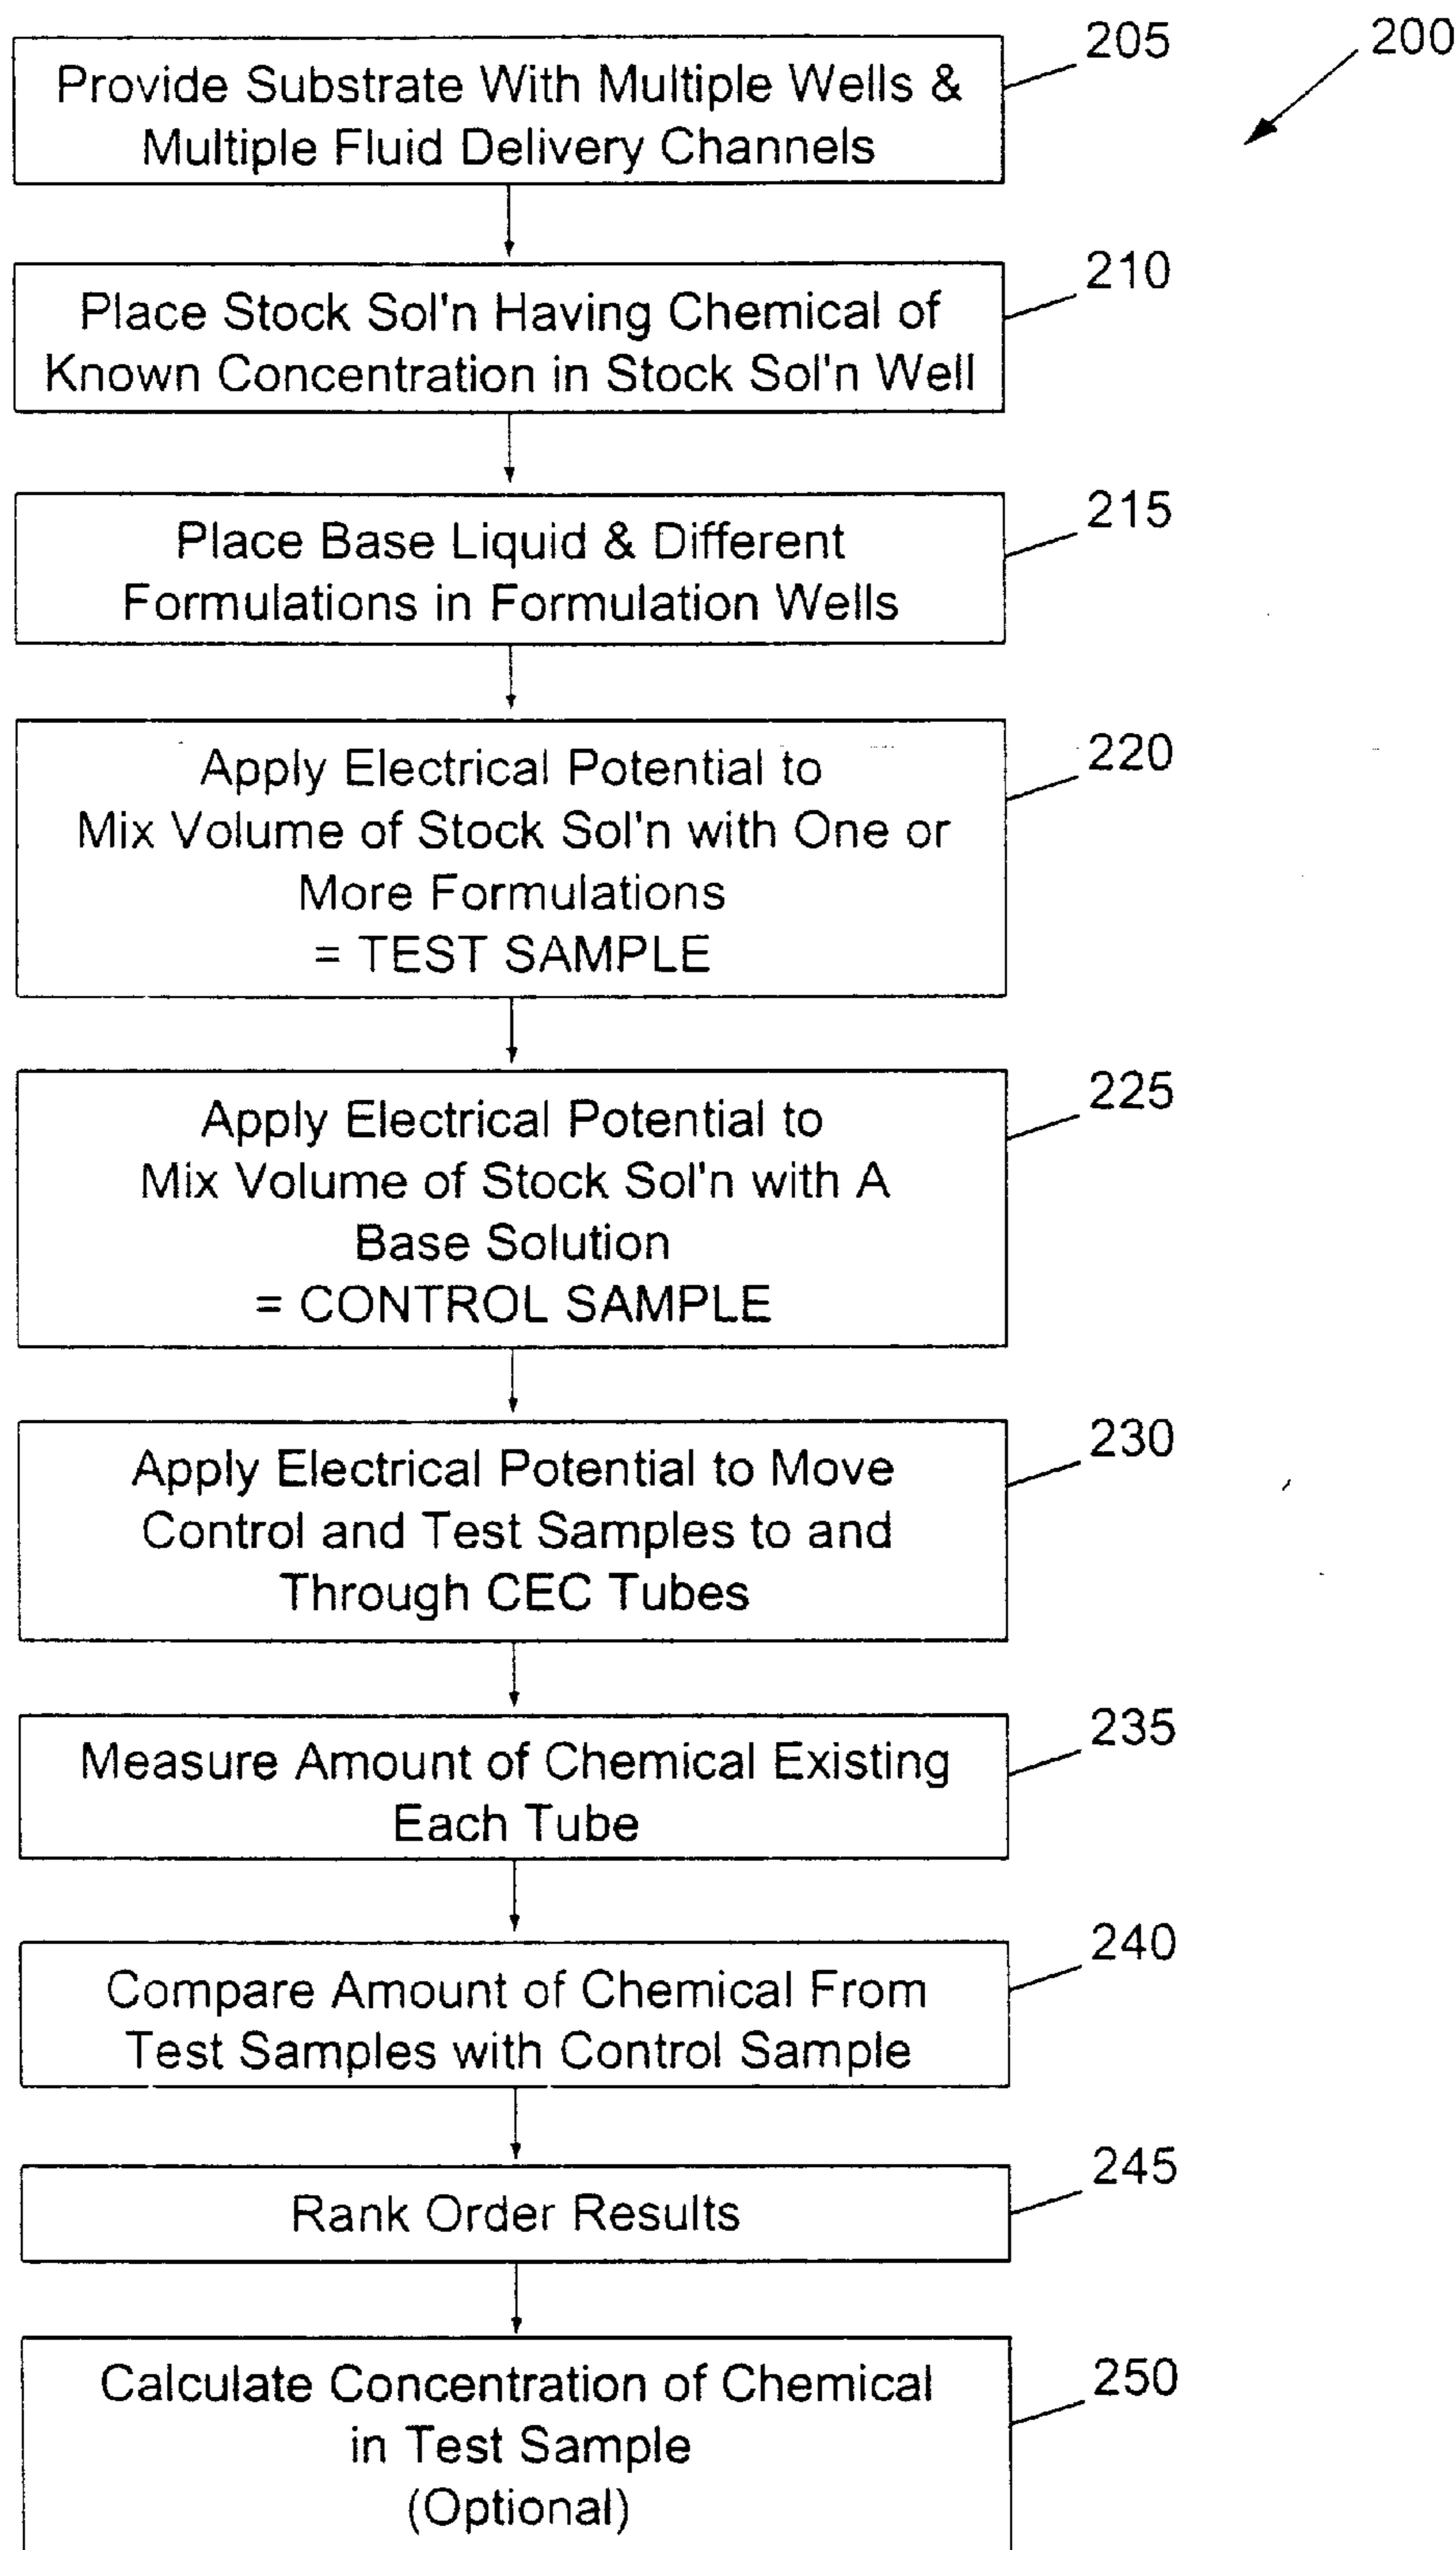 200
205
Provide Substrate With Multiple Wells &
Multiple Fluid Delivery Channels
210
Place Stock Sol'n Having Chemical of
Known Concentration in Stock Sol'n Well
215
Place Base Liquid & Different
Formulations in Formulation Wells
220
Apply Electrical Potential to
Mix Volume of Stock Sol'n with One or
More Formulations
= TEST SAMPLE
225
Apply Electrical Potential to
Mix Volume of Stock Sol'n with A
Base Solution
= CONTROL SAMPLE
230
Apply Electrical Potential to Move
Control and Test Samples to and
Through CEC Tubes
235
Measure Amount of Chemical Existing
Each Tube
240
Compare Amount of Chemical From
Test Samples with Control Sample
245
Rank Order Results
250
Calculate Concentration of Chemical
in Test Sample
(Optional)